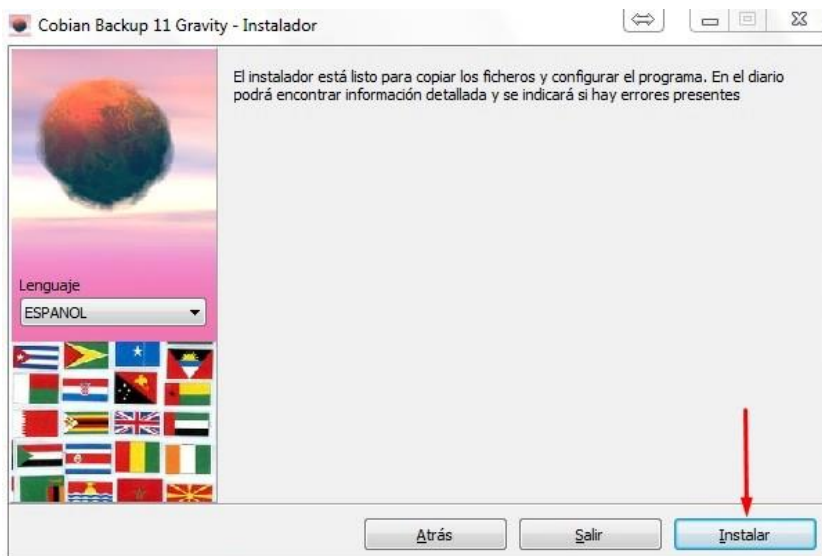 Cobian Backup 11 Gravity - Instalador
El instalador está listo para copiar los ficheros y configurar el programa. En el diario
podrá encontrar información detallada y se indicará si hay errores presentes
Lenguaje
ESPANOL
Atrás
Salir
Instalar